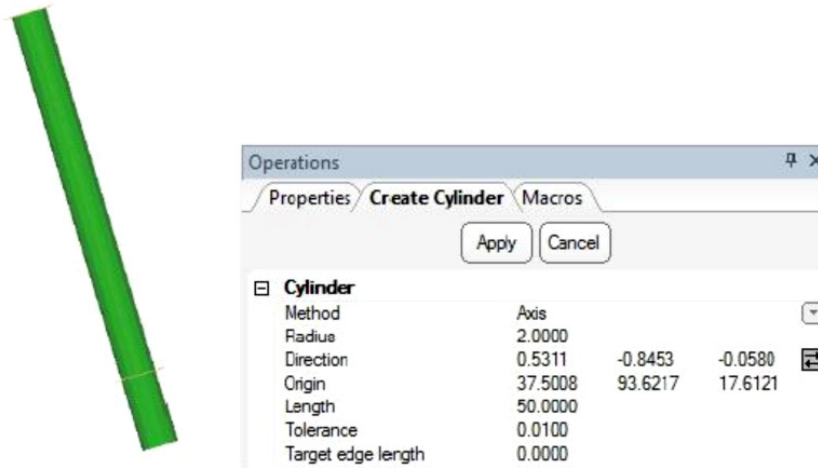 Operations
Properties Create Cylinder Macros
Apply Cancel
Cylinder
Method Axis
Radius 2.0000
Direction 0.5311 -0.8453 -0.0580
Origin 37.5008 93.6217 17.6121
Length 50.0000
Tolerance 0.0100
Target edge length 0.0000